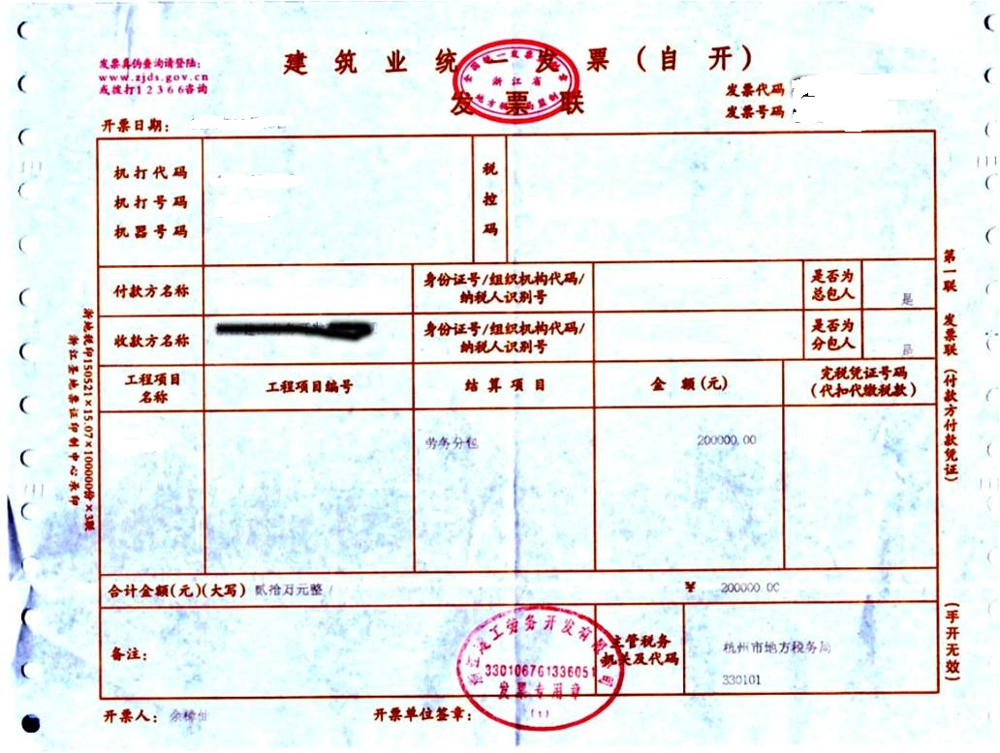 发票真伪查询请登陆：
www.zjds.gov.cn
或拨打12366咨询
建筑业统一发票（自开）
发票联
全国统一发票监制章
浙江省
地方税务局监制
发票代码
发票号码
开票日期：
机打代码
机打号码
机器号码
税控码
付款方名称
身份证号/组织机构代码/
纳税人识别号
是否为
总包人
是
收款方名称
身份证号/组织机构代码/
纳税人识别号
是否为
分包人
是
工程项目
名称
工程项目编号
结算项目
金 额(元)
完税凭证号码
（代扣代缴税款）
劳务分包
200000.00
合计金额(元)(大写) 贰拾万元整
¥ 200000.00
备注：
主管税务
机关及代码
杭州市地方税务局
330101
工劳务开发有限公司
330106761336051
发票专用章
(1)
开票人： 余樟仙
开票单位签章：
第一联 发票联（付款方付款凭证）
（手开无效）
浙地税印150521×15.07×100000份×3联
浙江省地票证印制中心承印